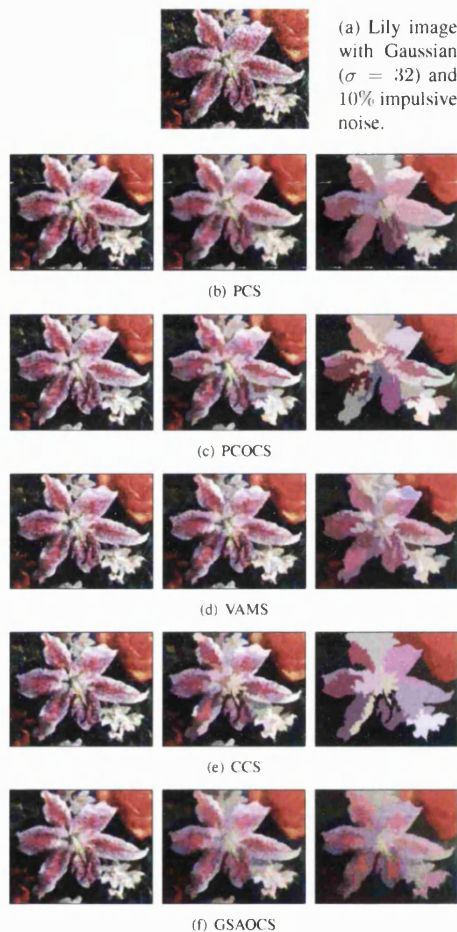 (a) Lily image
with Gaussian
(σ = 32) and
10% impulsive
noise.
(b) PCS
(c) PCOCS
(d) VAMS
(e) CCS
(f) GSAOCS